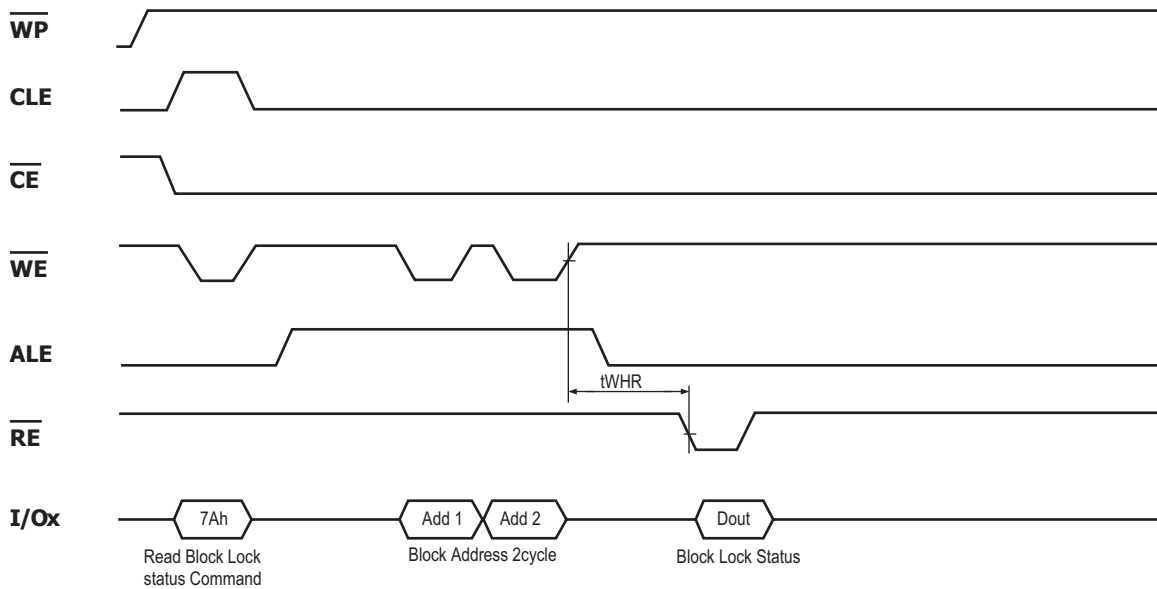 WP
CLE
CE
WE
ALE
tWHR
RE
I/Ox
7Ah
Add 1
Add 2
Dout
Read Block Lock
status Command
Block Address 2cycle
Block Lock Status